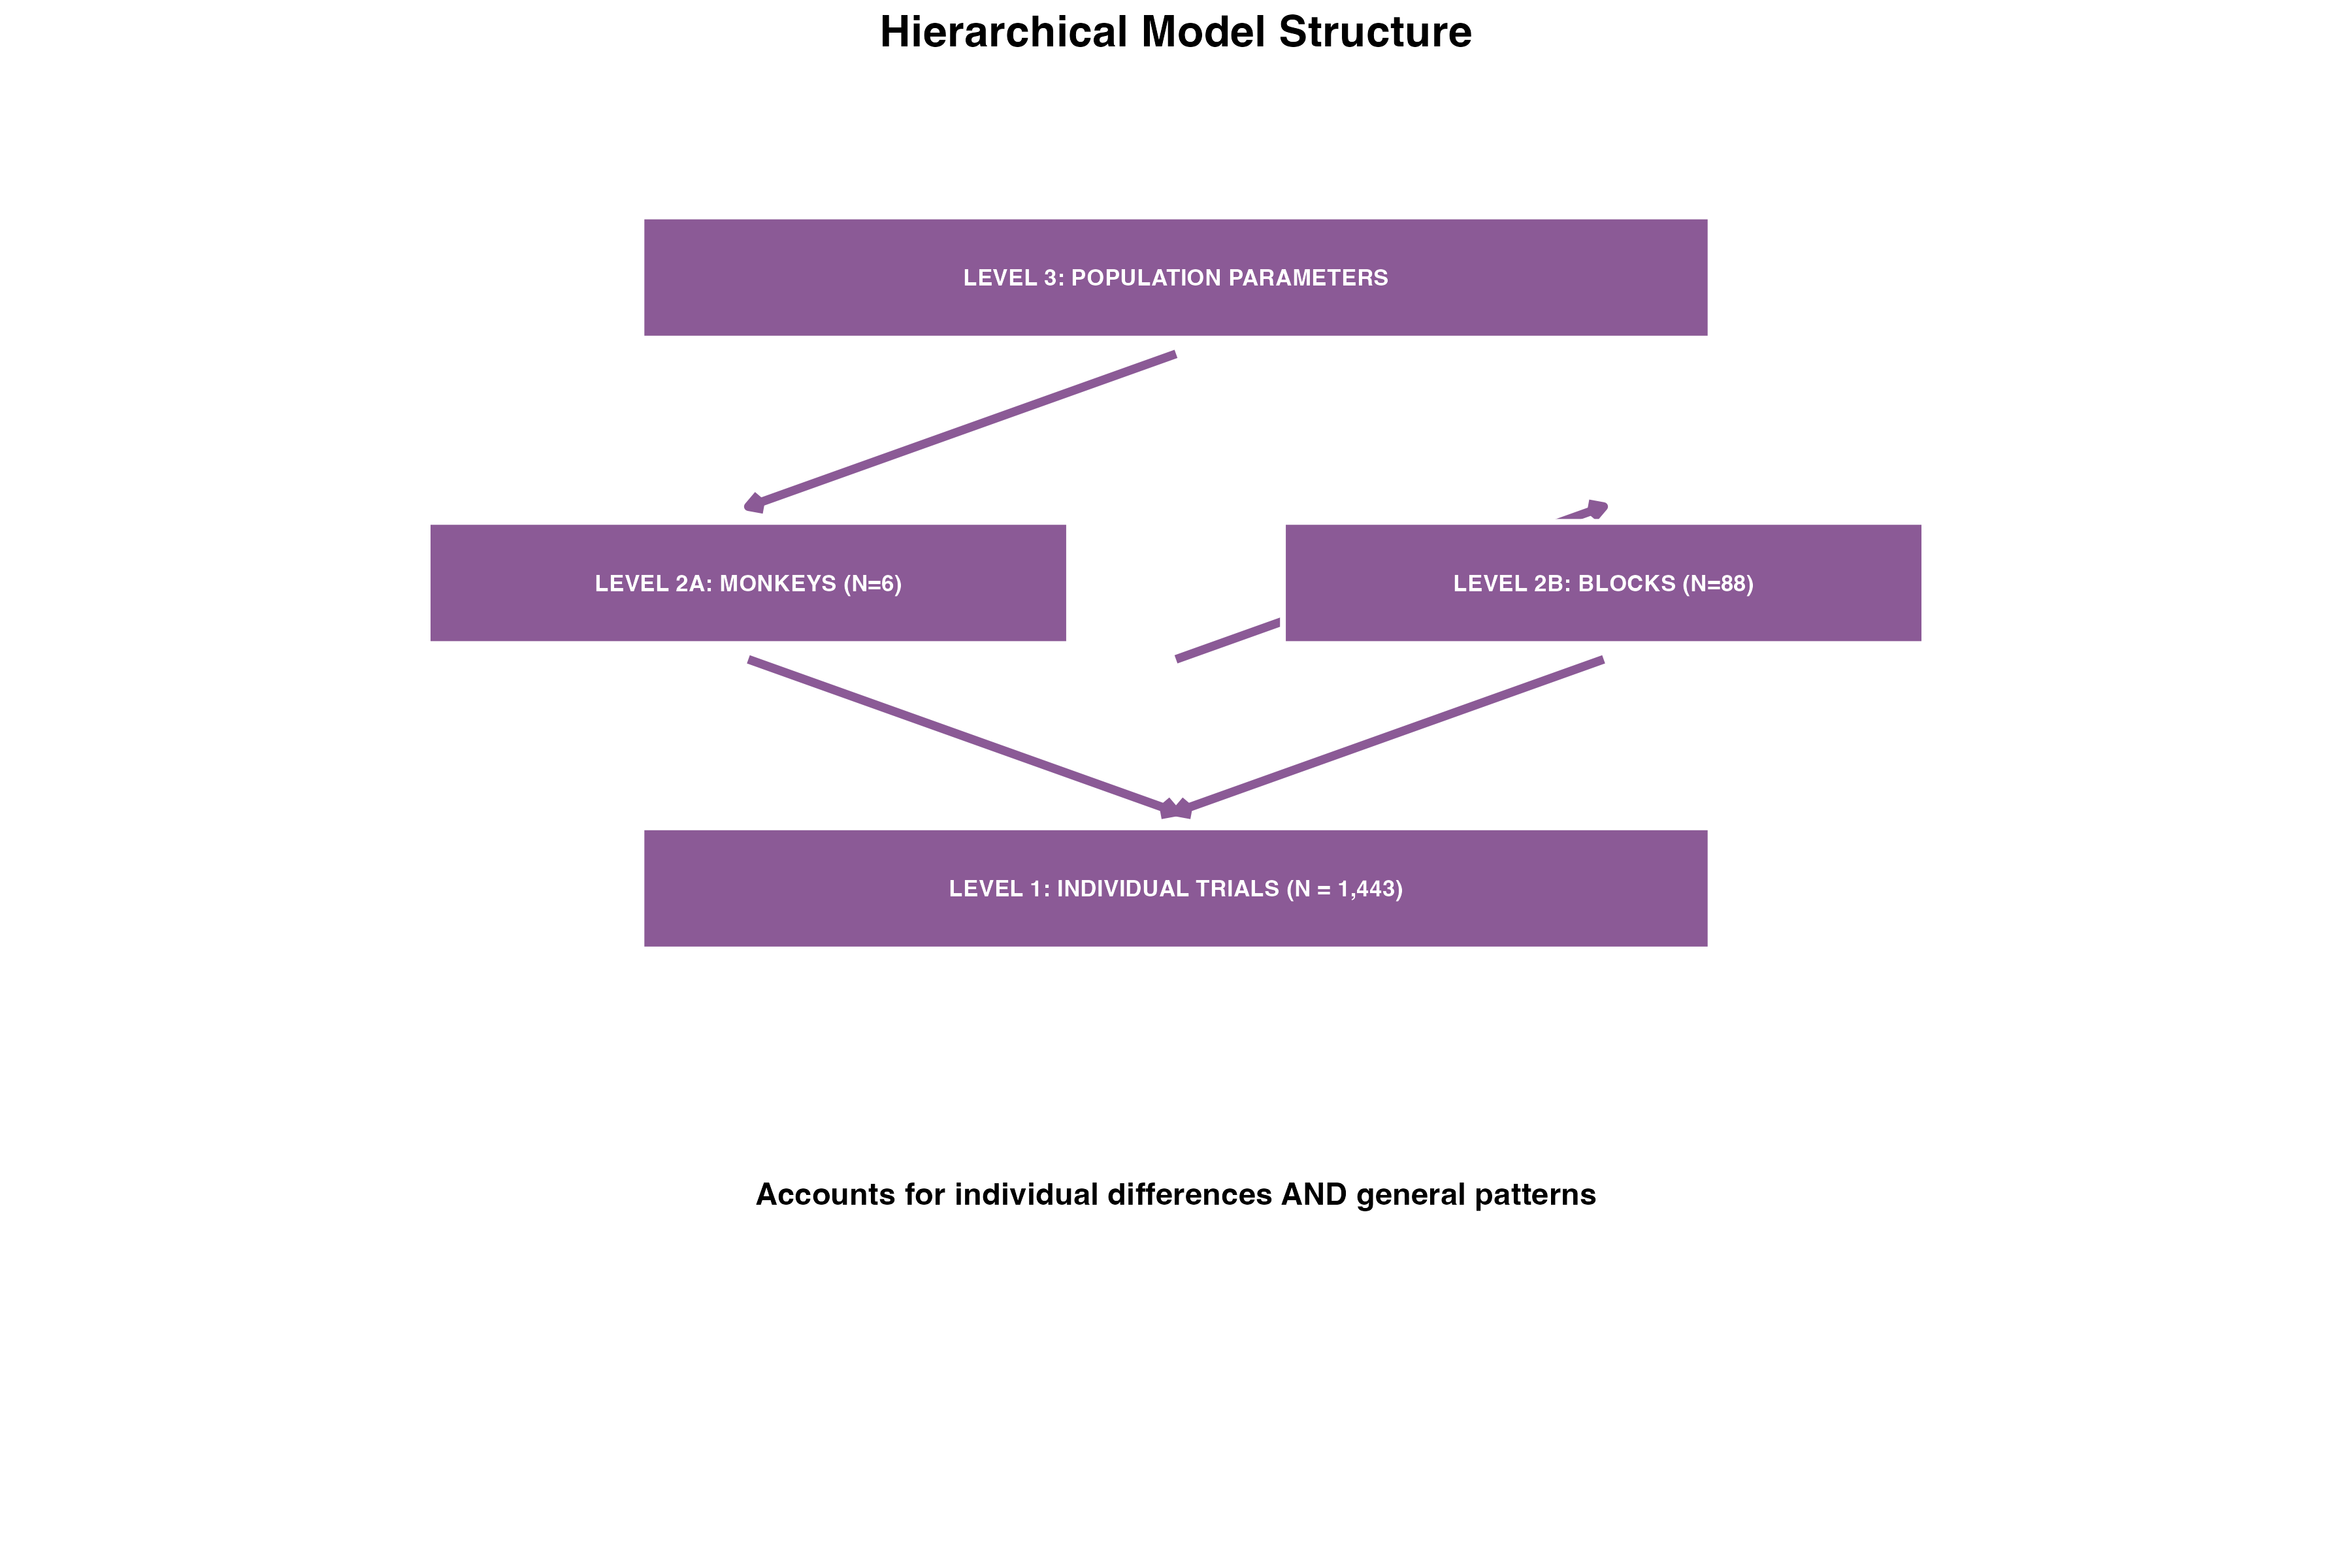 Hierarchical Model Structure
LEVEL 3: POPULATION PARAMETERS
LEVEL 2A: MONKEYS (N=6)
LEVEL 2B: BLOCKS (N=88)
LEVEL 1: INDIVIDUAL TRIALS (N = 1,443)
Accounts for individual differences AND general patterns